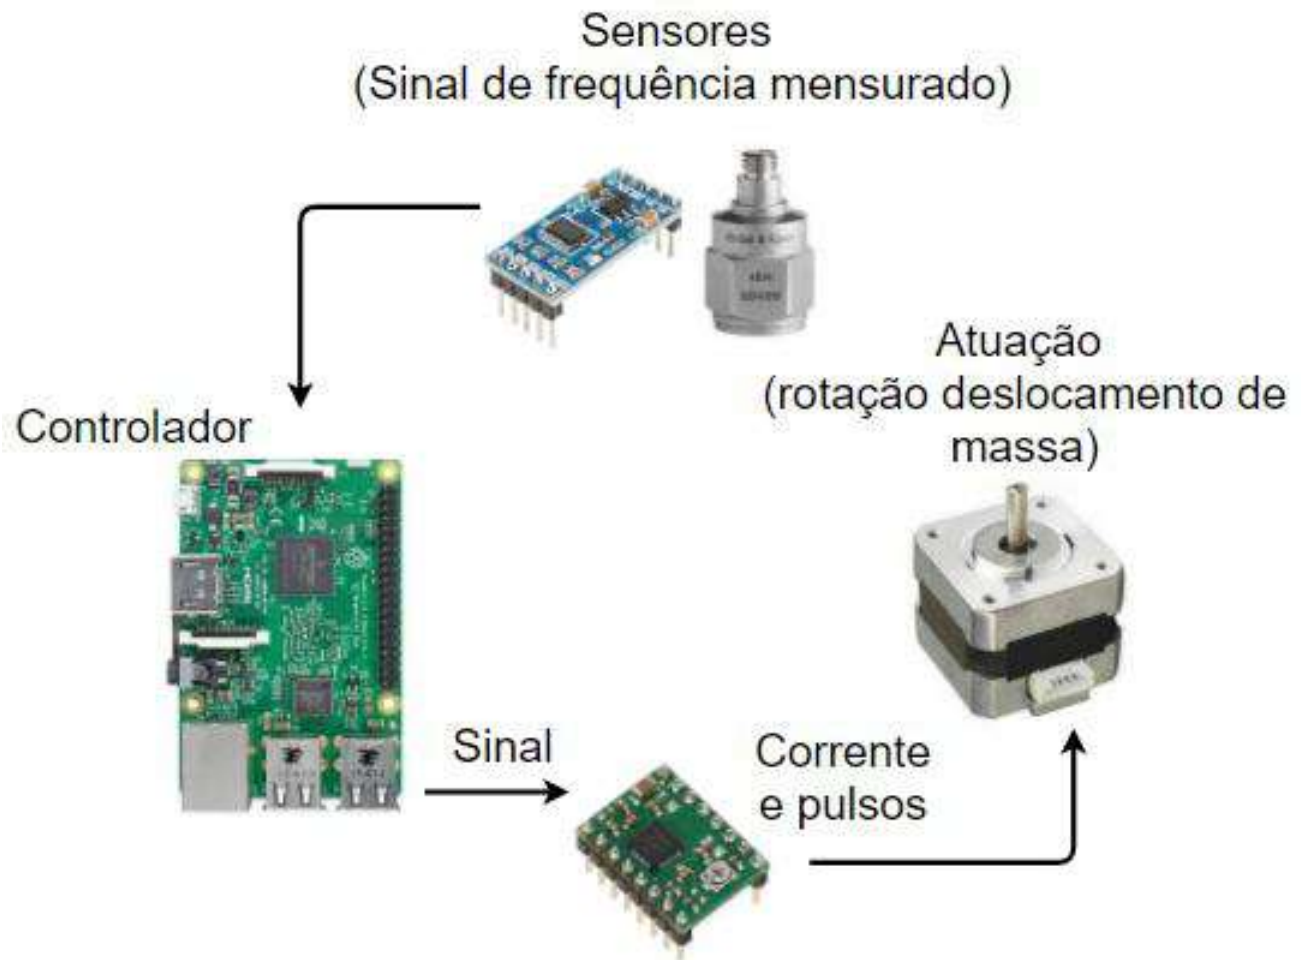 Sensores
(Sinal de frequência mensurado)
Atuação
(rotação deslocamento de
massa)
Controlador
Sinal
Corrente
e pulsos